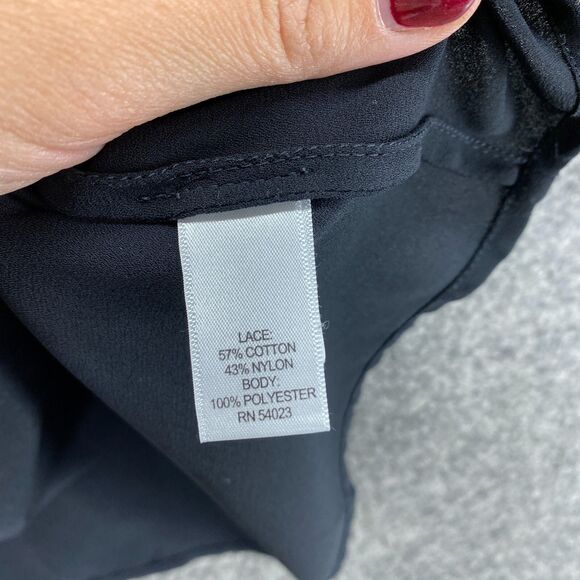 LACE:
57% COTTON
43% NYLON
BODY:
100% POLYESTER
RN 54023